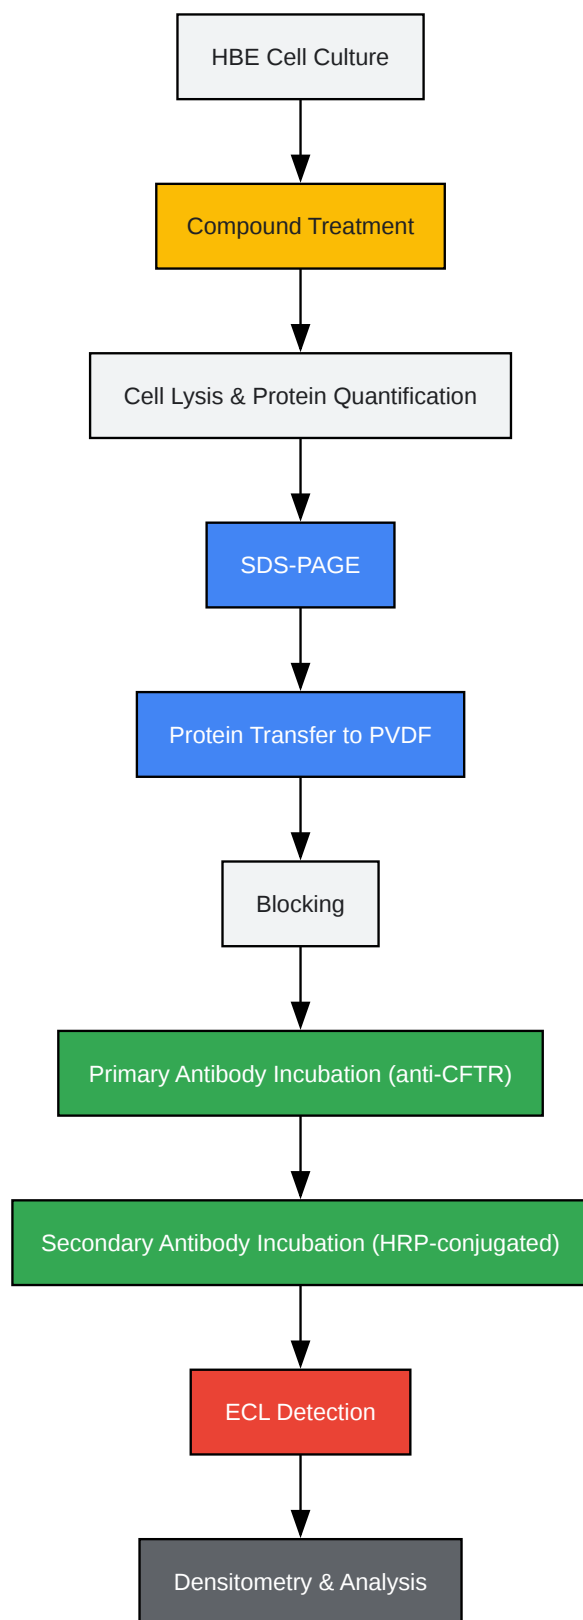 HBE Cell Culture
Compound Treatment
Cell Lysis & Protein Quantification
SDS-PAGE
Protein Transfer to PVDF
Blocking
Primary Antibody Incubation (anti-CFTR)
Secondary Antibody Incubation (HRP-conjugated)
ECL Detection
Densitometry & Analysis